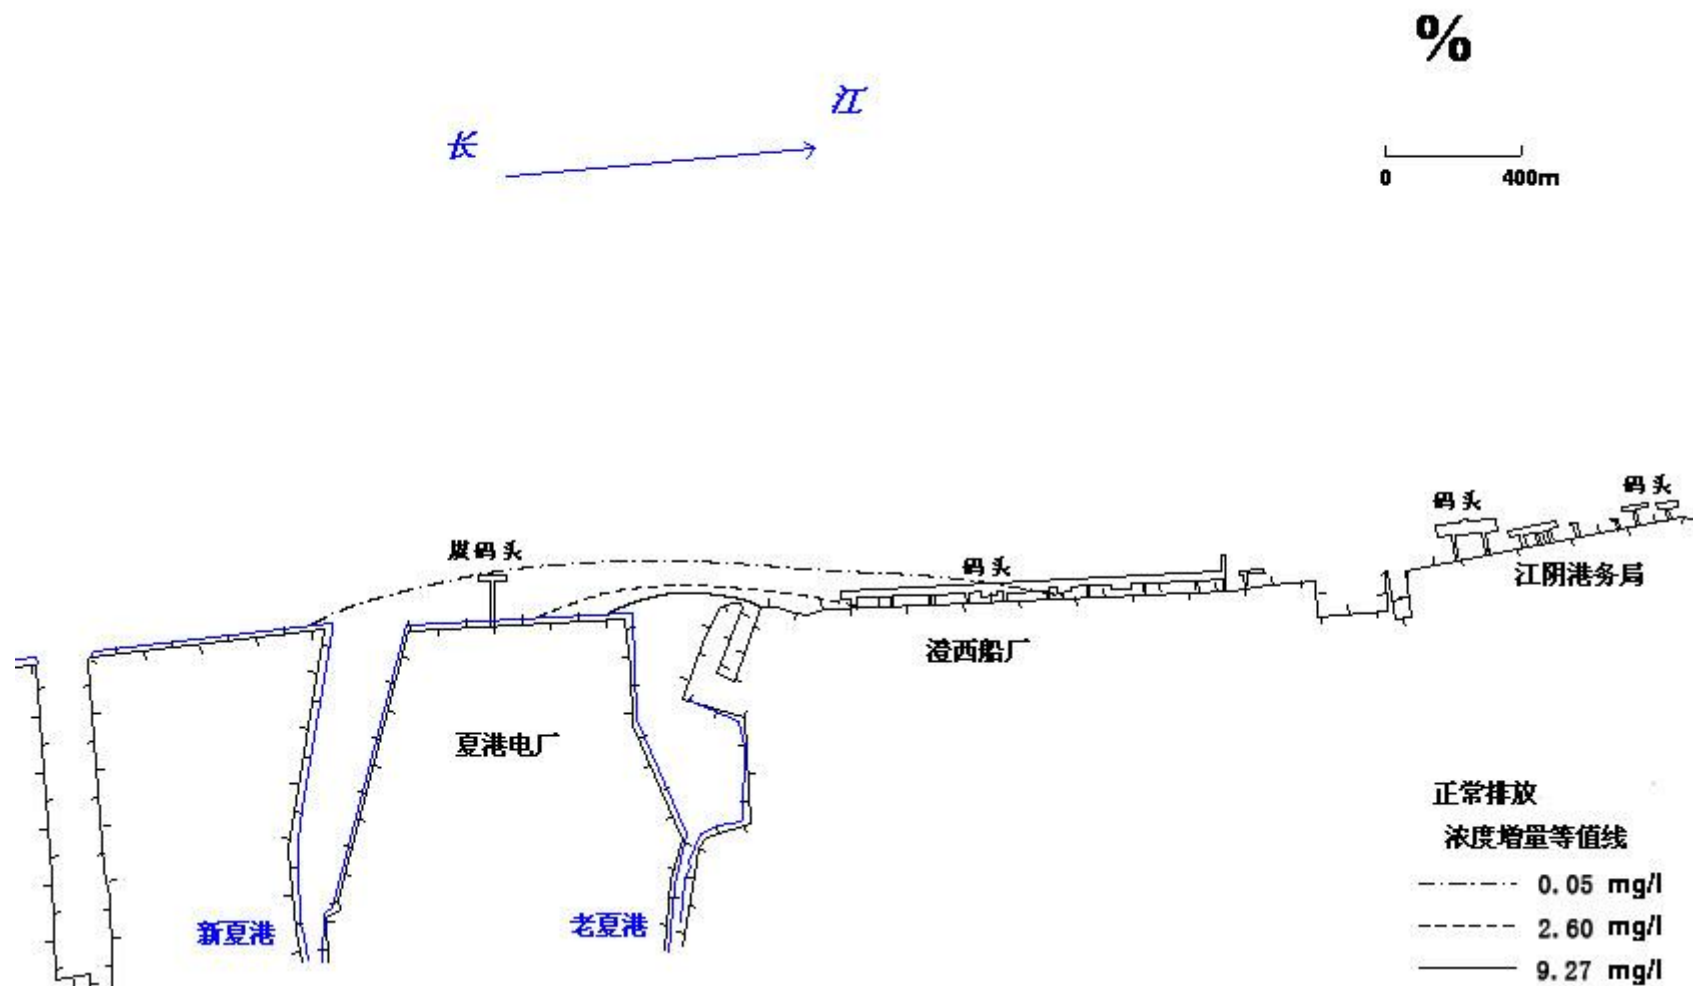 %
江
长
0 400m
码头
码头
江阴港务局
煤码头
码头
澄西船厂
夏港电厂
新夏港
老夏港
正常排放
浓度增量等值线
0.05 mg/l
2.60 mg/l
9.27 mg/l